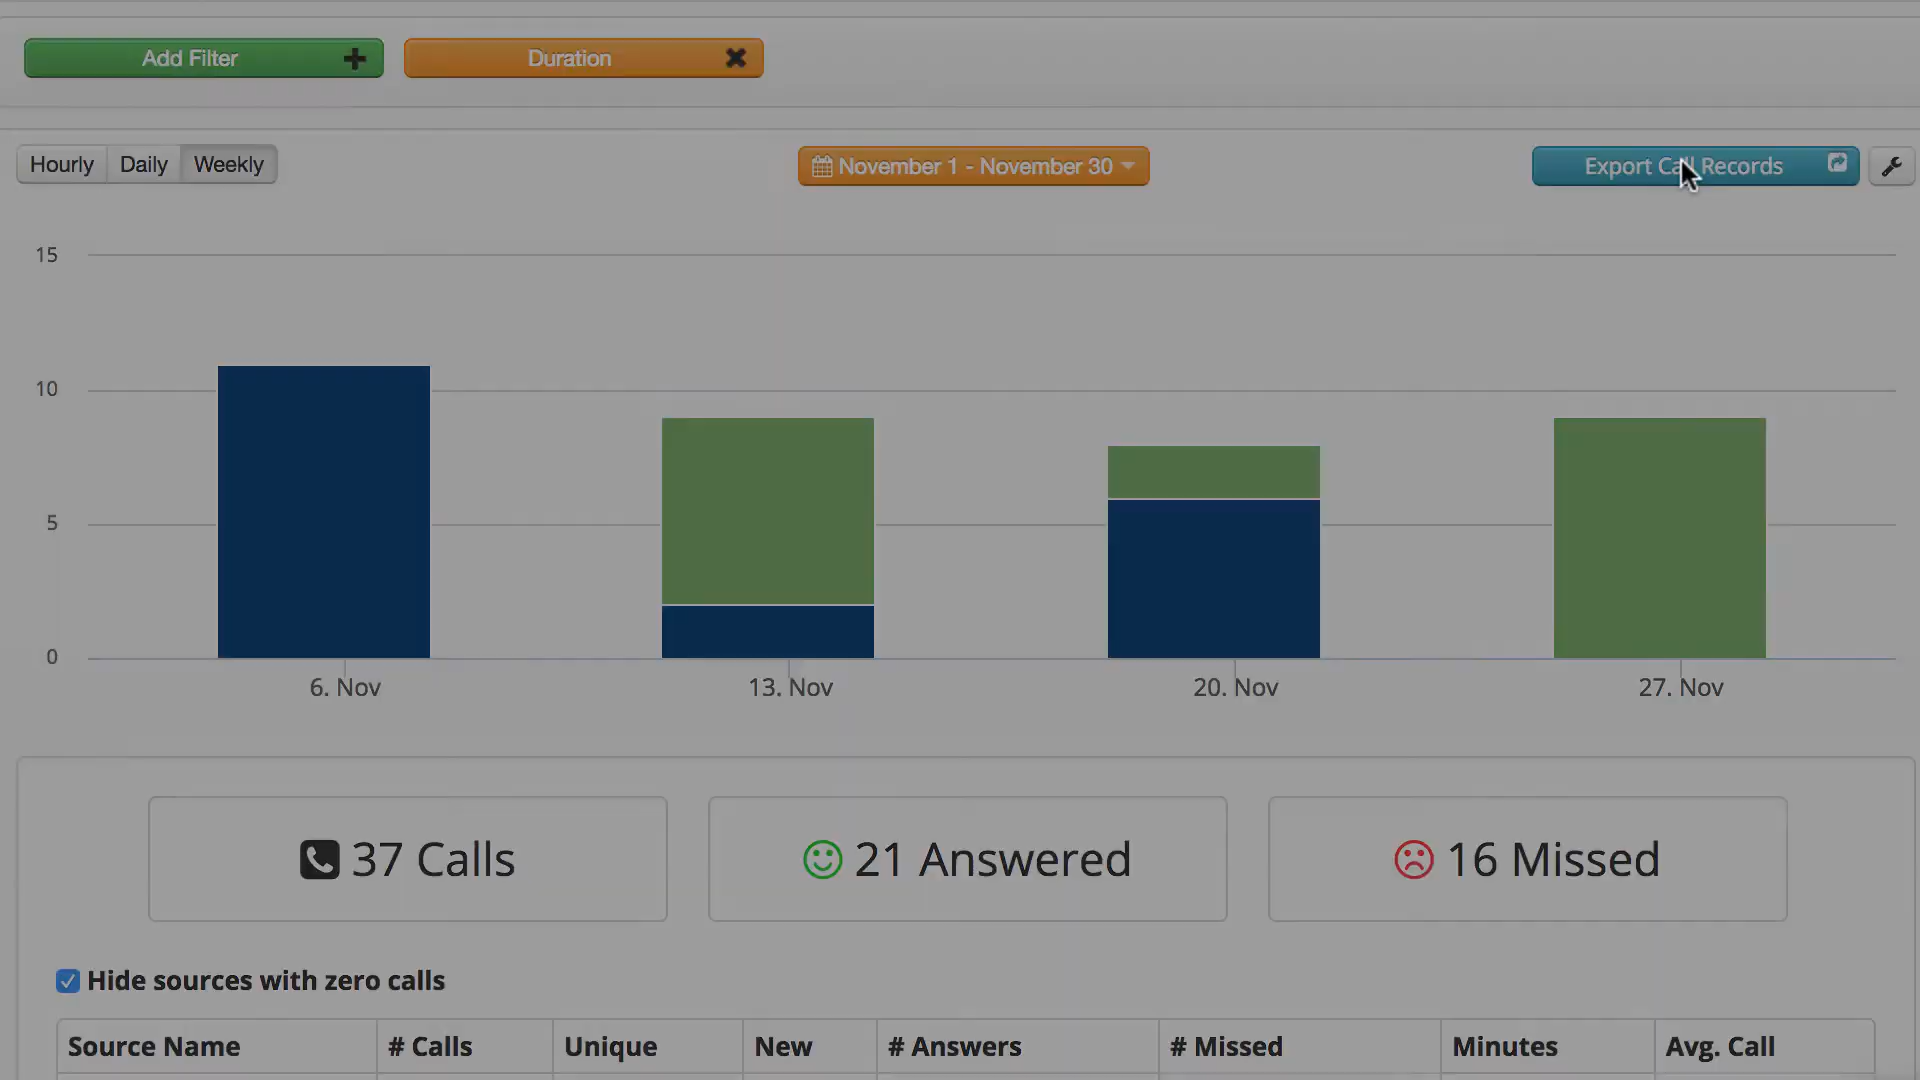 Add Filter
Duration
Hourly Daily Weekly
November 1 - November 30
Export Call Records
15
10
5
0
6. Nov 13. Nov 20. Nov 27. Nov
37 Calls
21 Answered
16 Missed
Hide sources with zero calls
Source Name # Calls Unique New # Answers # Missed Minutes Avg. Call